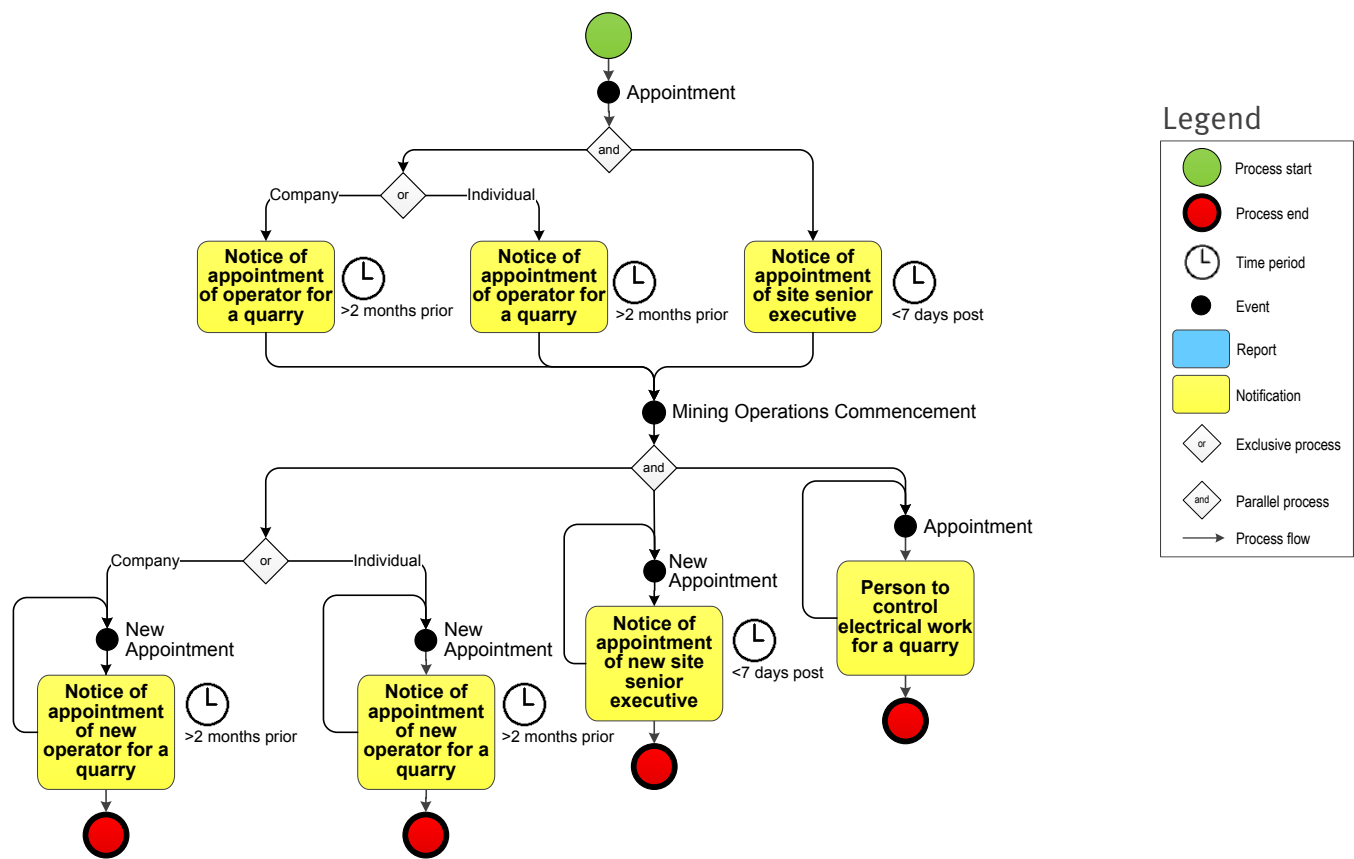 Appointment
and
Company
or
Individual
Notice of
appointment
of operator for
a quarry
>2 months prior
Notice of
appointment
of operator for
a quarry
>2 months prior
Notice of
appointment
of site senior
executive
<7 days post
Mining Operations Commencement
and
Company
or
Individual
New
Appointment
Notice of
appointment
of new
operator for a
quarry
>2 months prior
New
Appointment
Notice of
appointment
of new
operator for a
quarry
>2 months prior
New
Appointment
Notice of
appointment
of new site
senior
executive
<7 days post
Appointment
Person to
control
electrical work
for a quarry
Legend
Process start
Process end
Time period
Event
Report
Notification
or
Exclusive process
and
Parallel process
Process flow